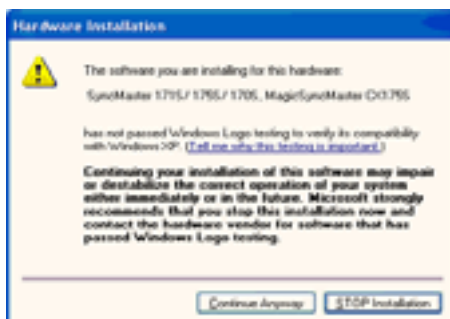 Hardware Installation
The software you are installing for this hardware:
SyncMaster 171S/ 175S/ 170S, MagicSyncMaster CX175S
has not passed Windows Logo testing to verify its compatibility
with Windows XP. (Tell me why this testing is important.)
Continuing your installation of this software may impair
or destabilize the correct operation of your system
either immediately or in the future. Microsoft strongly
recommends that you stop this installation now and
contact the hardware vendor for software that has
passed Windows Logo testing.
Continue Anyway
STOP Installation